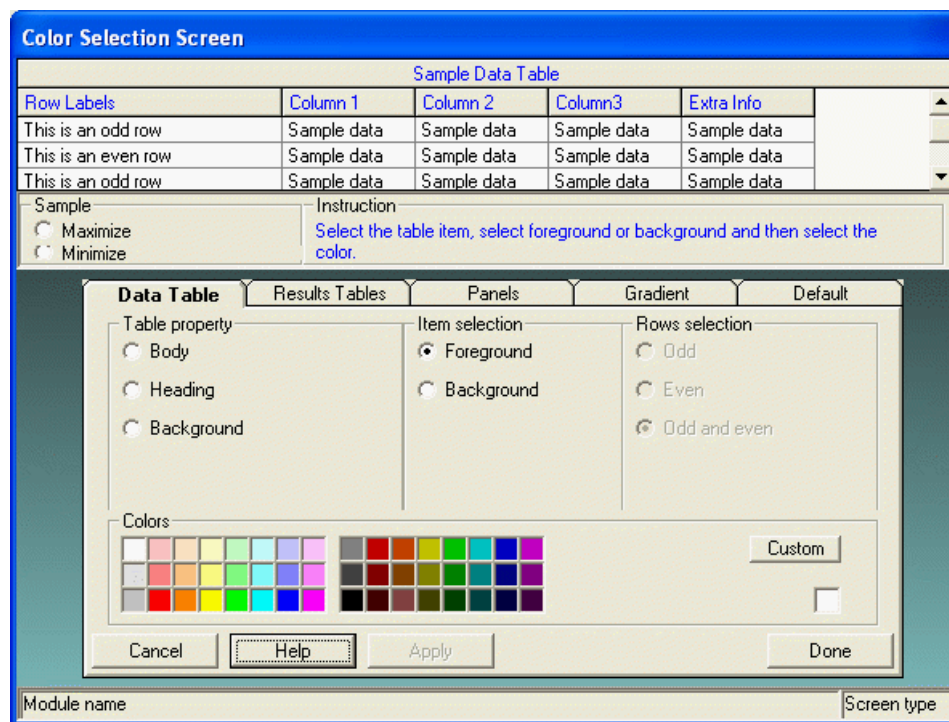 Color Selection Screen
Sample Data Table
Row Labels Column 1 Column 2 Column3 Extra Info
This is an odd row Sample data Sample data Sample data Sample data
This is an even row Sample data Sample data Sample data Sample data
This is an odd row Sample data Sample data Sample data Sample data
Sample Instruction
Maximize Select the table item, select foreground or background and then select the
Minimize color.
Data Table Results Tables Panels Gradient Default
Table property Item selection Rows selection
Body Foreground Odd
Heading Background Even
Background Odd and even
Colors
Custom
Cancel Help Apply Done
Module name Screen type